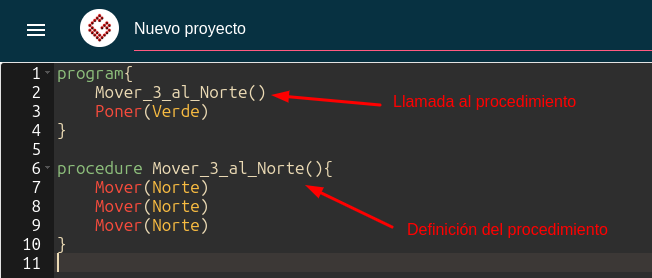 Nuevo proyecto
1 program{
2 Mover_3_al_Norte()
Llamada al procedimiento
3 Poner(Verde)
4 }
5
6 procedure Mover_3_al_Norte(){
7 Mover(Norte)
8 Mover(Norte)
9 Mover(Norte)
Definición del procedimiento
10 }
11